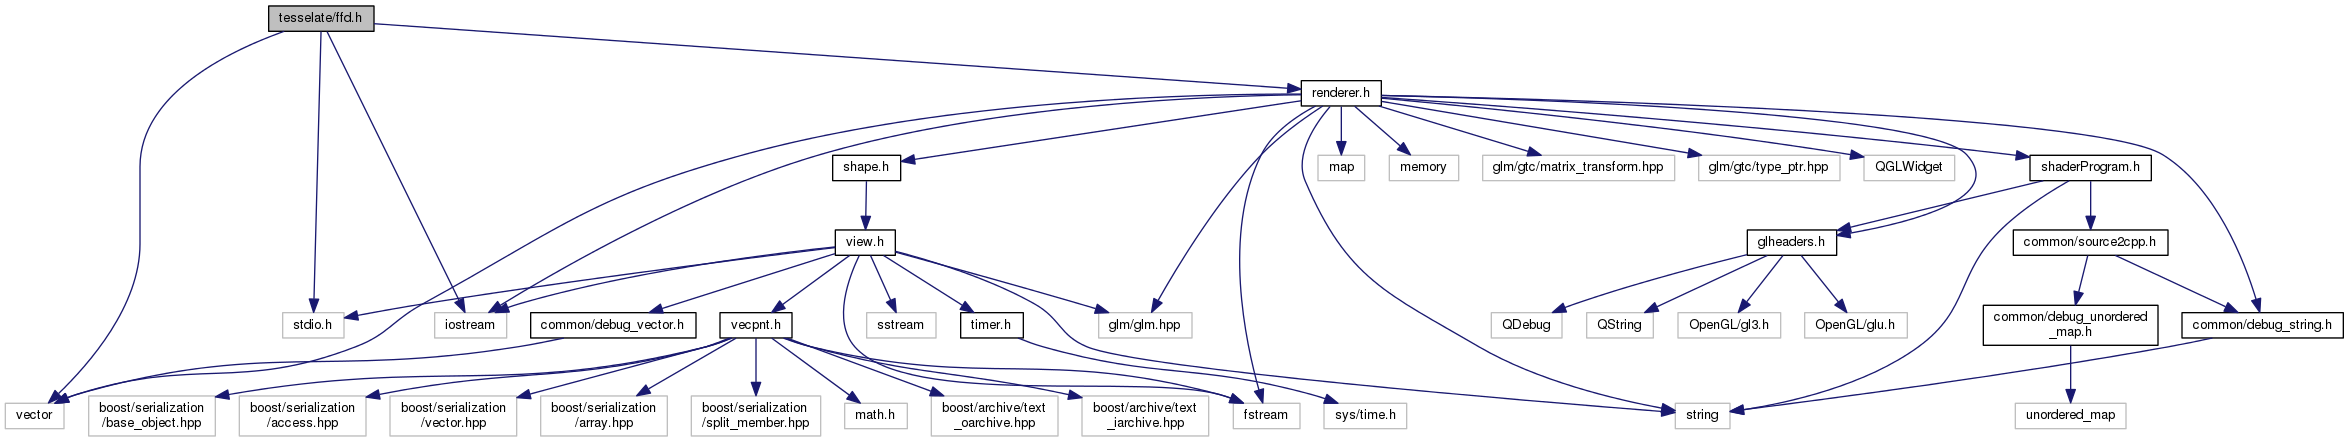 tesselate/ffd.h
renderer.h
shape.h
map
memory
glm/gtc/matrix_transform.hpp
glm/gtc/type_ptr.hpp
QGLWidget
shaderProgram.h
view.h
glheaders.h
common/source2cpp.h
stdio.h
iostream
common/debug_vector.h
vecpnt.h
sstream
timer.h
glm/glm.hpp
QDebug
QString
OpenGL/gl3.h
OpenGL/glu.h
common/debug_unordered
_map.h
common/debug_string.h
vector
boost/serialization
/base_object.hpp
boost/serialization
/access.hpp
boost/serialization
/vector.hpp
boost/serialization
/array.hpp
boost/serialization
/split_member.hpp
math.h
boost/archive/text
_oarchive.hpp
boost/archive/text
_iarchive.hpp
fstream
sys/time.h
string
unordered_map